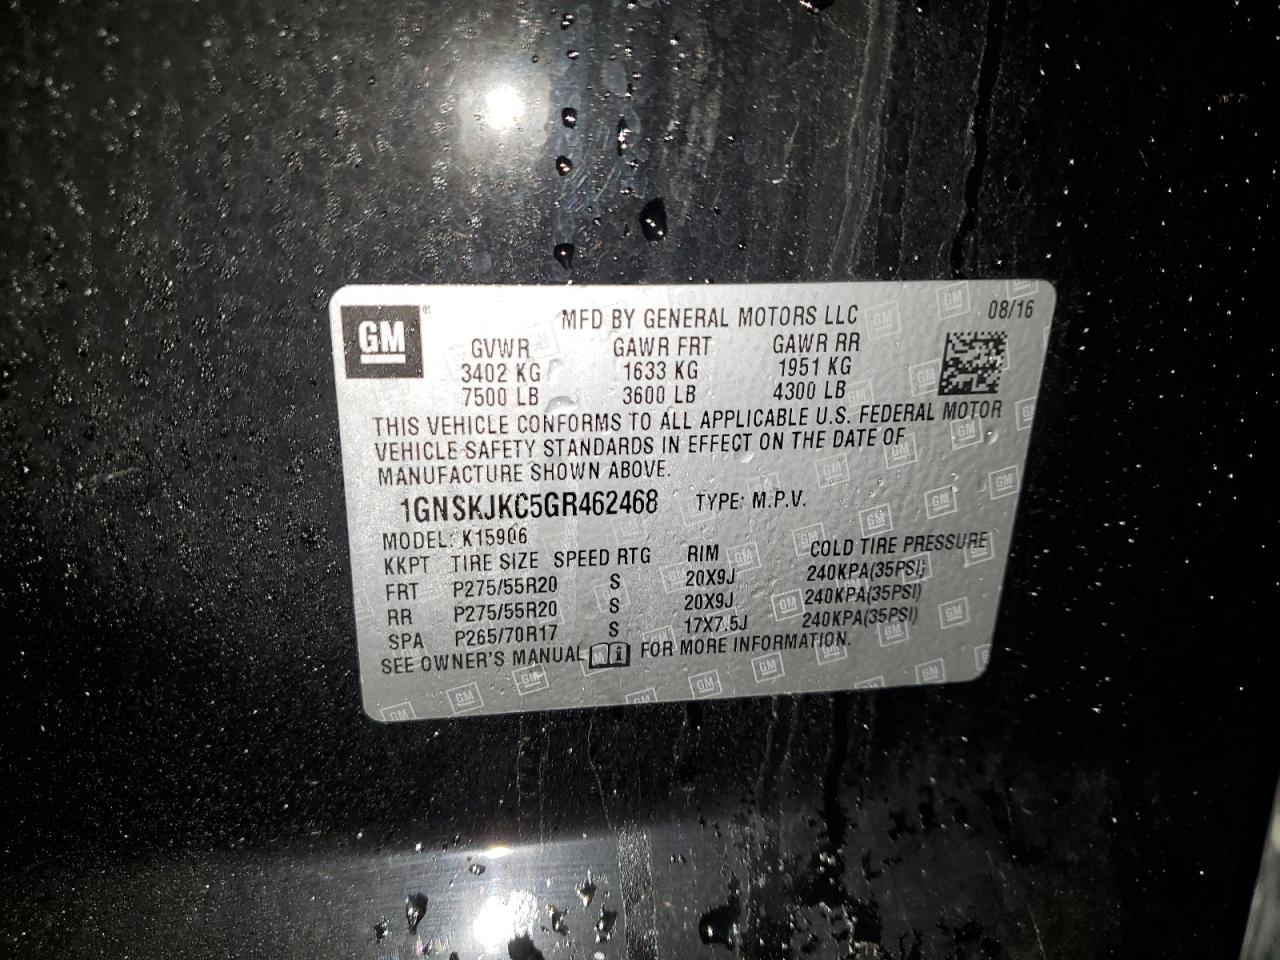 GM ®
MFD BY GENERAL MOTORS LLC 08/16
GVWR GAWR FRT GAWR RR
3402 KG 1633 KG 1951 KG
7500 LB 3600 LB 4300 LB
THIS VEHICLE CONFORMS TO ALL APPLICABLE U.S. FEDERAL MOTOR
VEHICLE SAFETY STANDARDS IN EFFECT ON THE DATE OF
MANUFACTURE SHOWN ABOVE.
1GNSKJKC5GR462468 TYPE: M.P.V.
MODEL: K15906
KKPT TIRE SIZE SPEED RTG RIM COLD TIRE PRESSURE
FRT P275/55R20 S 20X9J 240KPA(35PSI)
RR P275/55R20 S 20X9J 240KPA(35PSI)
SPA P265/70R17 S 17X7.5J 240KPA(35PSI)
SEE OWNER'S MANUAL i FOR MORE INFORMATION.